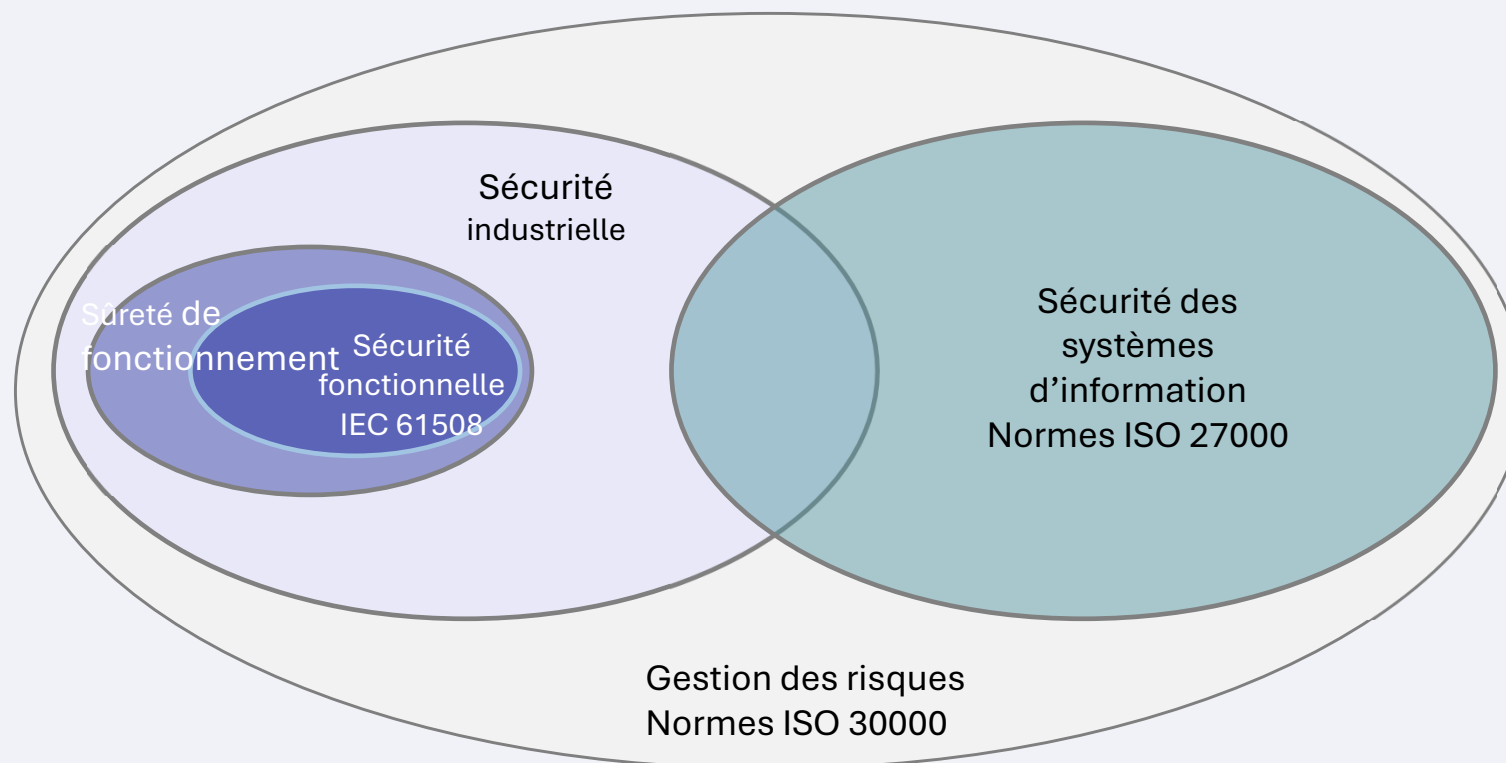 Sécurité
industrielle
Sûreté de
fonctionnement
Sécurité
fonctionnelle
IEC 61508
Sécurité des
systèmes
d’information
Normes ISO 27000
Gestion des risques
Normes ISO 30000